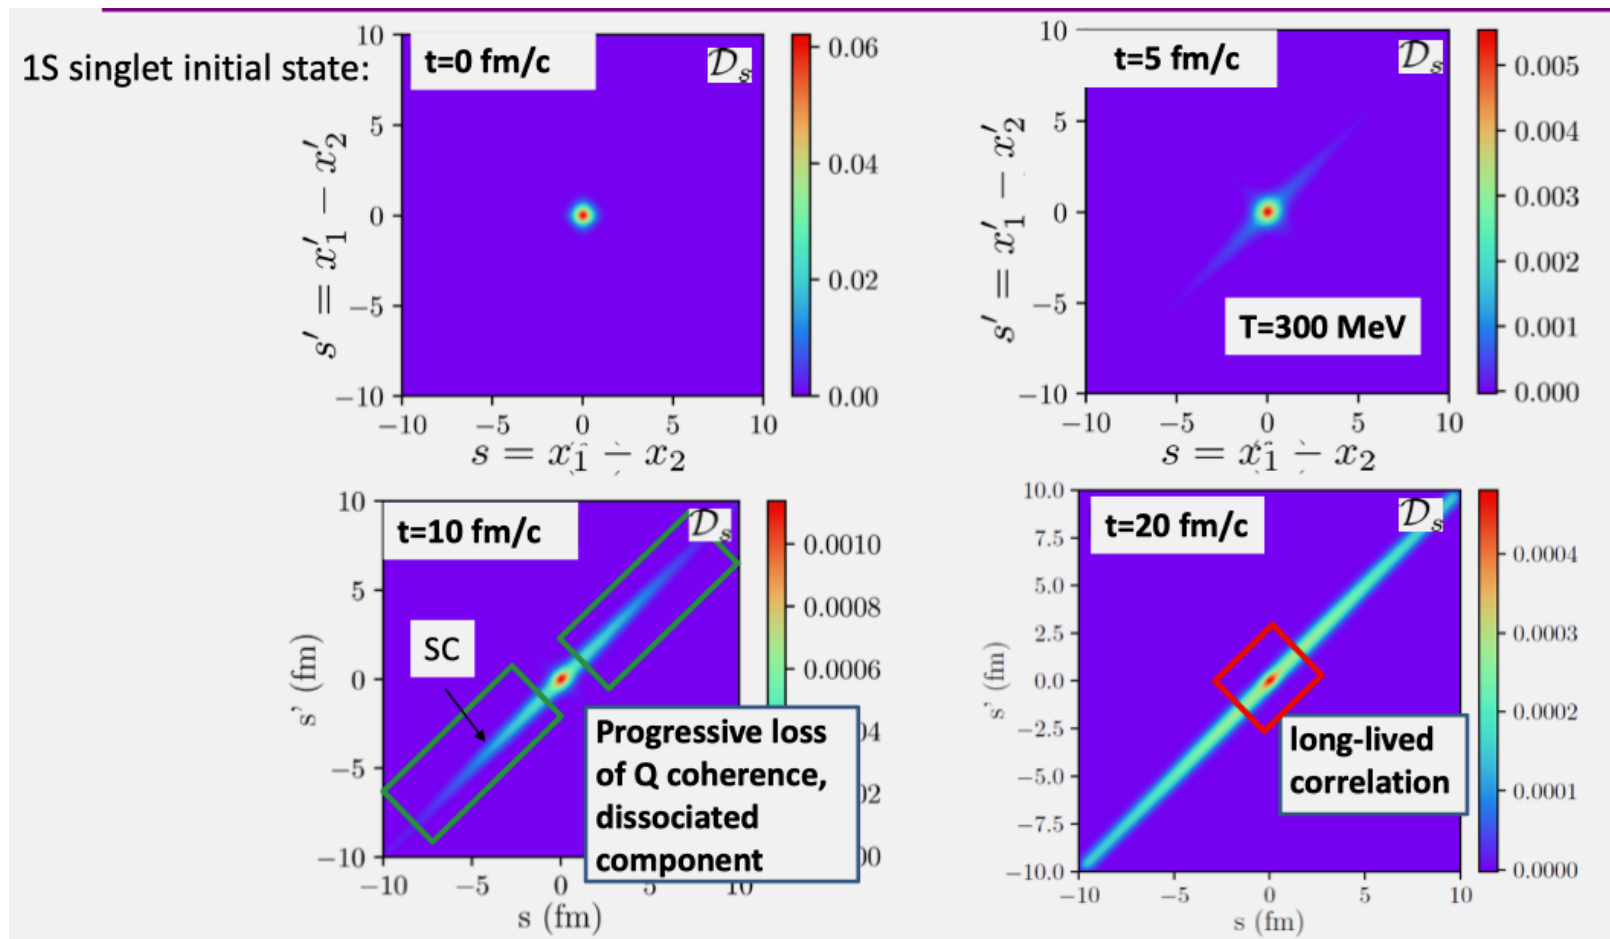 1S singlet initial state:
t=0 fm/c
𝒟s
10
5
0
−5
−10
−10 −5 0 5 10
s′ = x′1 − x′2
s = x1 − x2
0.06
0.04
0.02
0.00
t=5 fm/c
𝒟s
T=300 MeV
10
5
0
−5
−10
−10 −5 0 5 10
s′ = x′1 − x′2
s = x1 − x2
0.005
0.004
0.003
0.002
0.001
0.000
t=10 fm/c
𝒟s
SC
10
5
0
−5
−10
−10 −5 0 5 10
s' (fm)
s (fm)
0.0010
0.0008
0.0006
Progressive loss
of Q coherence,
dissociated
component
t=20 fm/c
𝒟s
10.0
7.5
5.0
2.5
0.0
−2.5
−5.0
−7.5
−10.0
−10 −5 0 5 10
s' (fm)
s (fm)
long-lived
correlation
0.0004
0.0003
0.0002
0.0001
0.0000